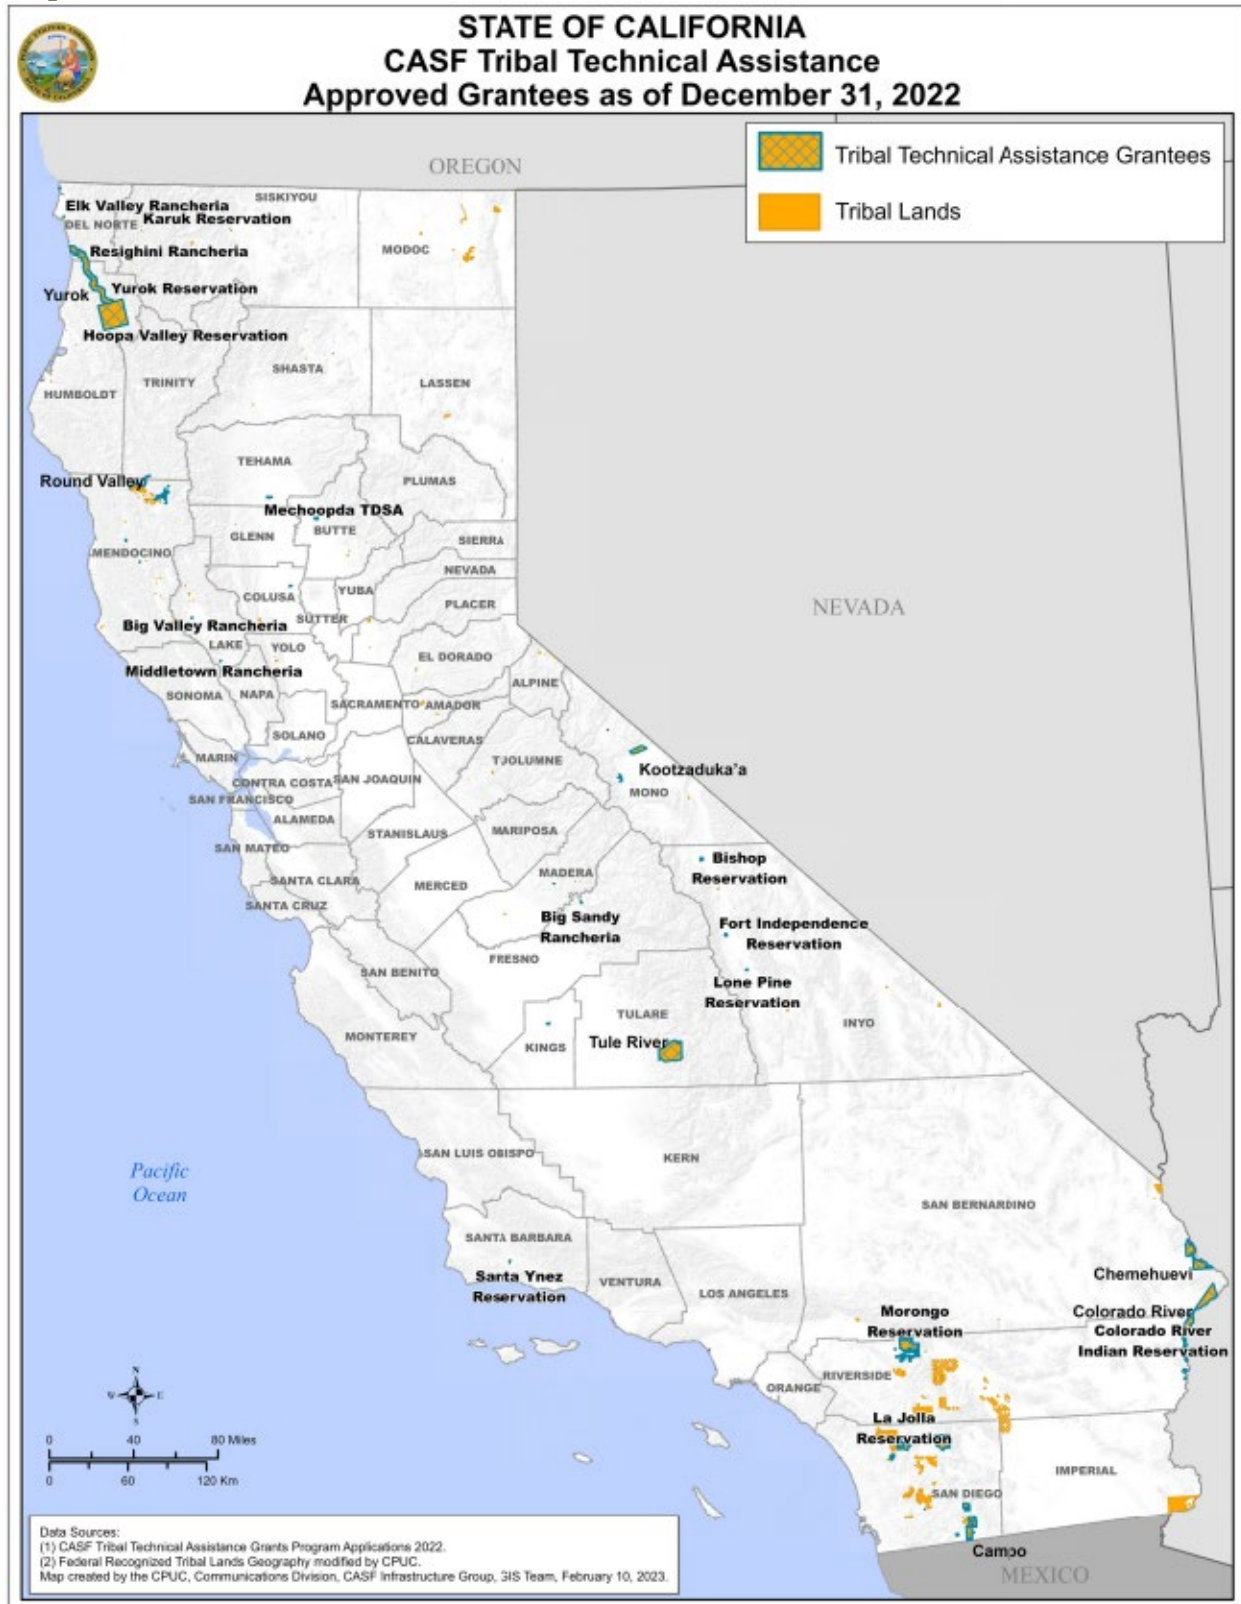 STATE OF CALIFORNIA
CASF Tribal Technical Assistance
Approved Grantees as of December 31, 2022
Tribal Technical Assistance Grantees
Tribal Lands
OREGON
SISKIYOU
Elk Valley Rancheria
Karuk Reservation
DEL NORTE
MODOC
Resighini Rancheria
Yurok Reservation
Yurok
Hoopa Valley Reservation
SHASTA
TRINITY
LASSEN
HUMBOLDT
TEHAMA
Round Valley
PLUMAS
Mechoopda TDSA
BUTTE
GLENN
SIERRA
MENDOCINO
NEVADA
YUBA
COLUSA
PLACER
NEVADA
SUTTER
Big Valley Rancheria
LAKE
YOLO
EL DORADO
Middletown Rancheria
ALPINE
SONOMA
NAPA
SACRAMENTO
AMADOR
SOLANO
CALAVERAS
MARIN
TJOLUMNE
Kootzaduka'a
CONTRA COSTA
SAN JOAQUIN
MONO
SAN FRANCISCO
ALAMEDA
STANISLAUS
MARIPOSA
SAN MATEO
Bishop
Reservation
MADERA
SANTA CLARA
MERCED
SANTA CRUZ
Big Sandy
Rancheria
Fort Independence
Reservation
FRESNO
SAN BENITO
Lone Pine
Reservation
TULARE
INYO
MONTEREY
KINGS
Tule River
SAN LUIS OBISPO
KERN
Pacific
Ocean
SAN BERNARDINO
SANTA BARBARA
Santa Ynez
Reservation
VENTURA
LOS ANGELES
Chemehuevi
Colorado River
Colorado River
Indian Reservation
Morongo
Reservation
RIVERSIDE
ORANGE
La Jolla
Reservation
IMPERIAL
SAN DIEGO
Campo
MEXICO
N
W E
S
0 40 80 Miles
0 60 120 Km
Data Sources:
(1) CASF Tribal Technical Assistance Grants Program Applications 2022.
(2) Federal Recognized Tribal Lands Geography modified by CPUC.
Map created by the CPUC, Communications Division, CASF Infrastructure Group, GIS Team, February 10, 2023.